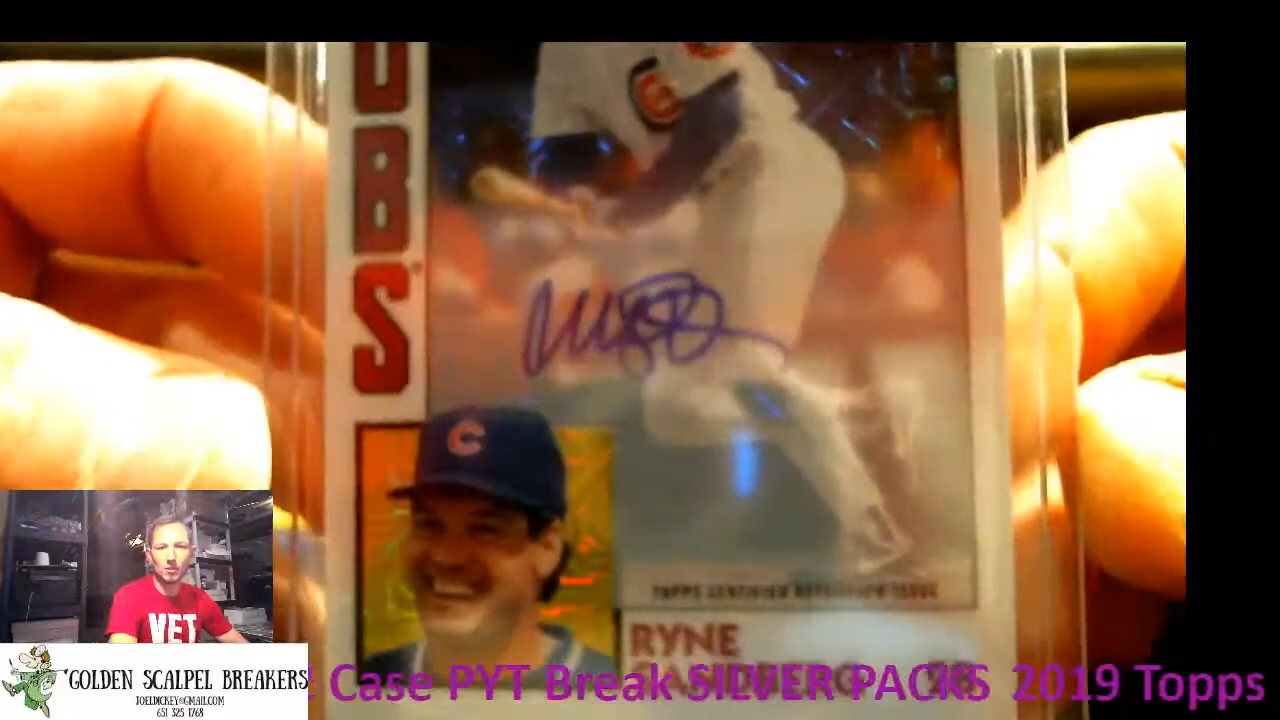 UBS
C
TOPPS CERTIFIED AUTOGRAPH ISSUE
RYNE
VET
Case PYT Break SILVER PACKS 2019 Topps
GOLDEN SCALPEL BREAKERS
JOELDICKEY@GMAIL.COM
651 325 1768